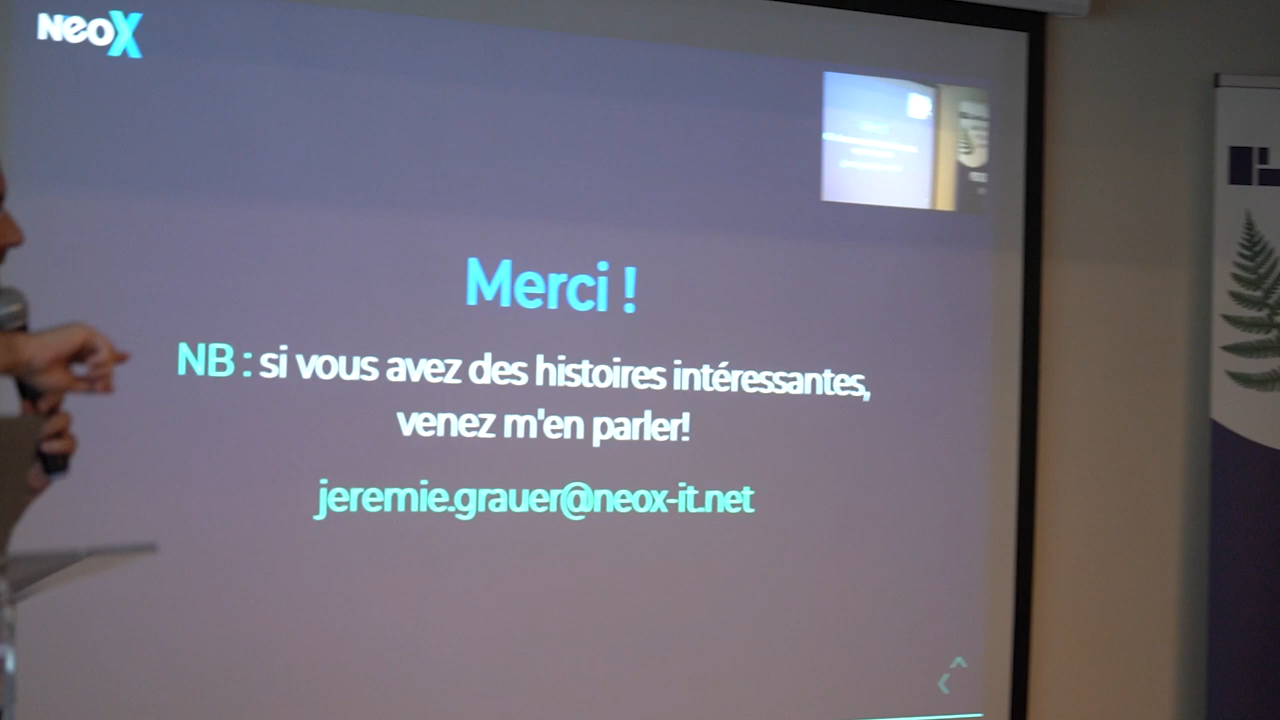 NeoX
Merci !
NB : si vous avez des histoires intéressantes,
venez m'en parler!
jeremie.grauer@neox-it.net